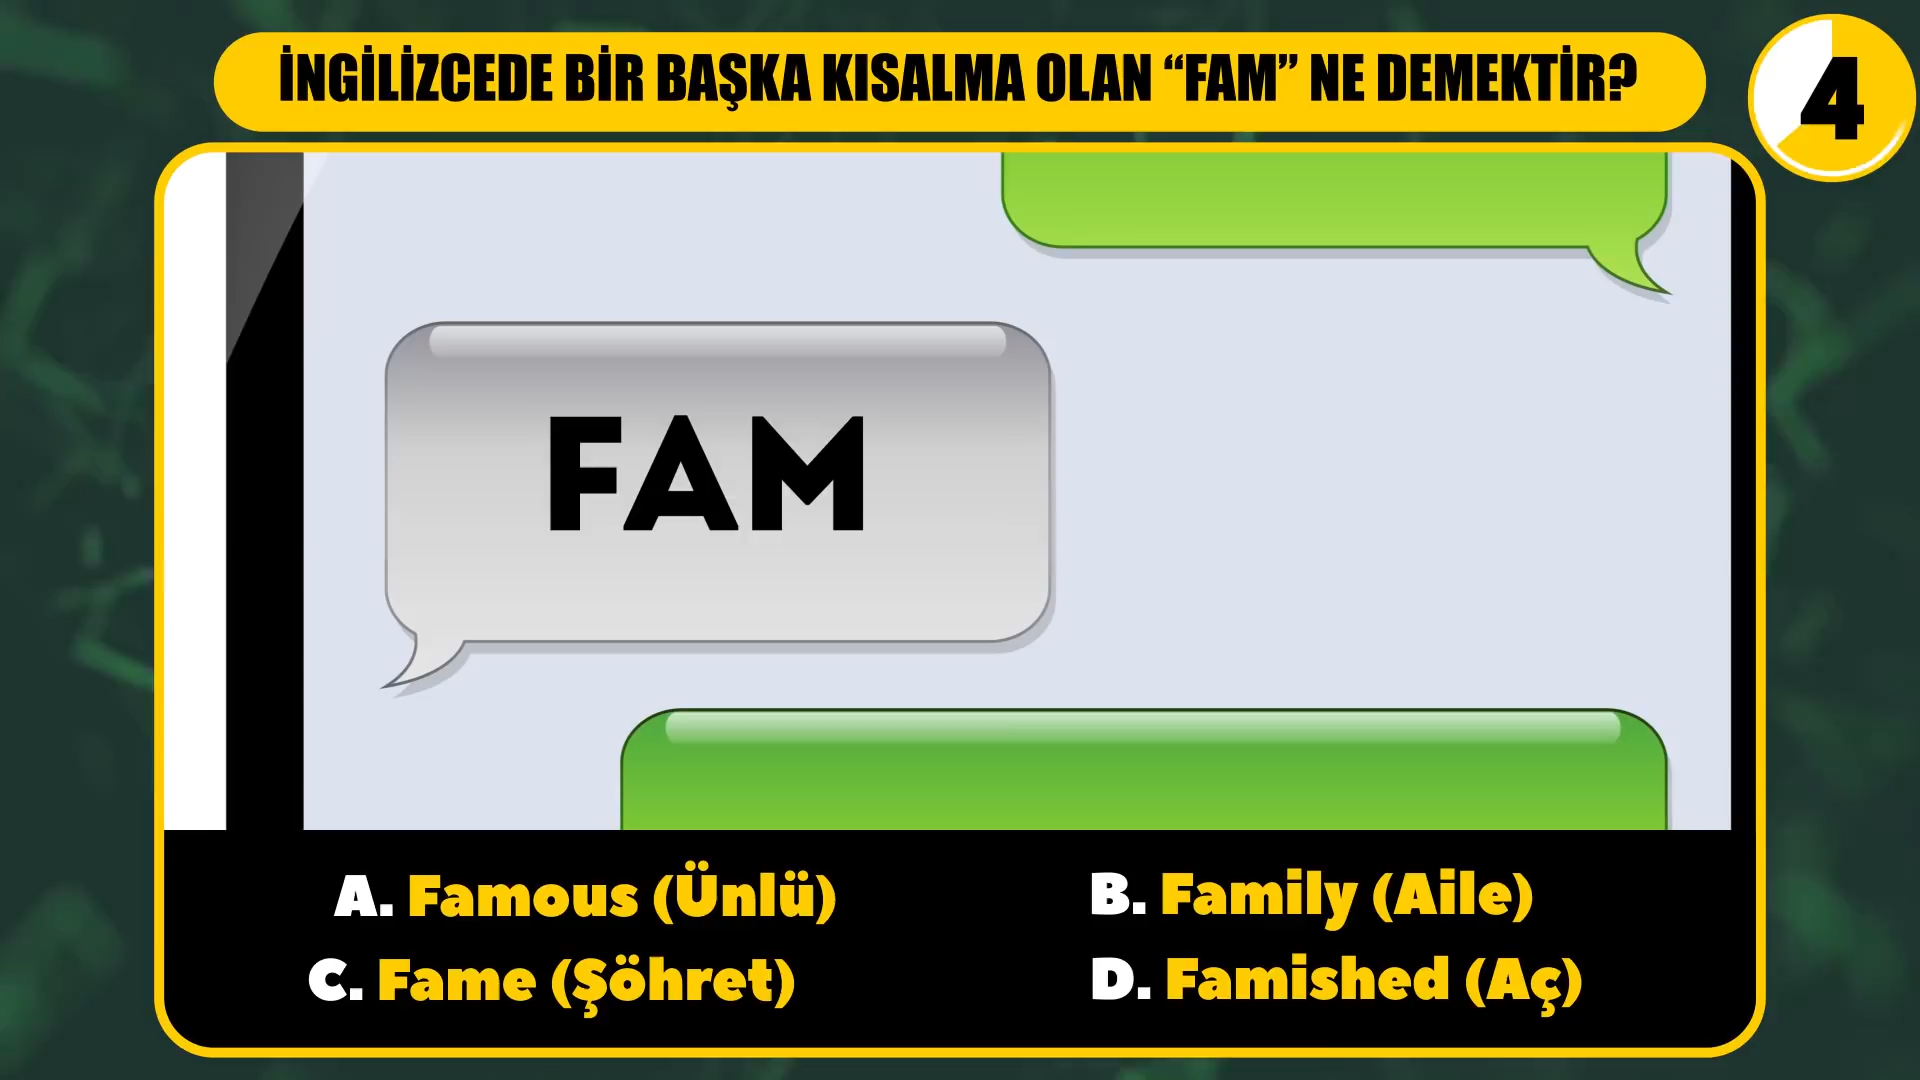 İNGİLİZCEDE BİR BAŞKA KISALMA OLAN “FAM” NE DEMEKTİR?
4
FAM
A. Famous (Ünlü)
B. Family (Aile)
C. Fame (Şöhret)
D. Famished (Aç)